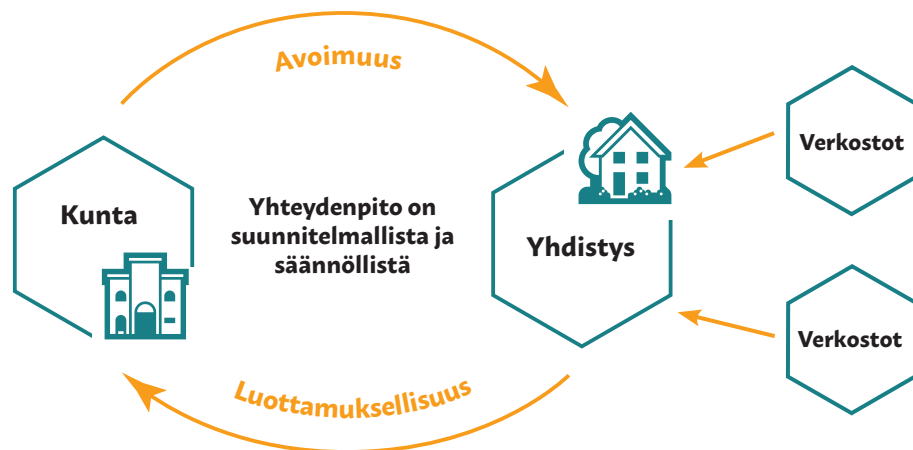 Avoimuus
Verkostot
Kunta
Yhteydenpito on
suunnitelmallista ja
säännöllistä
Yhdistys
Verkostot
Luottamuksellisuus